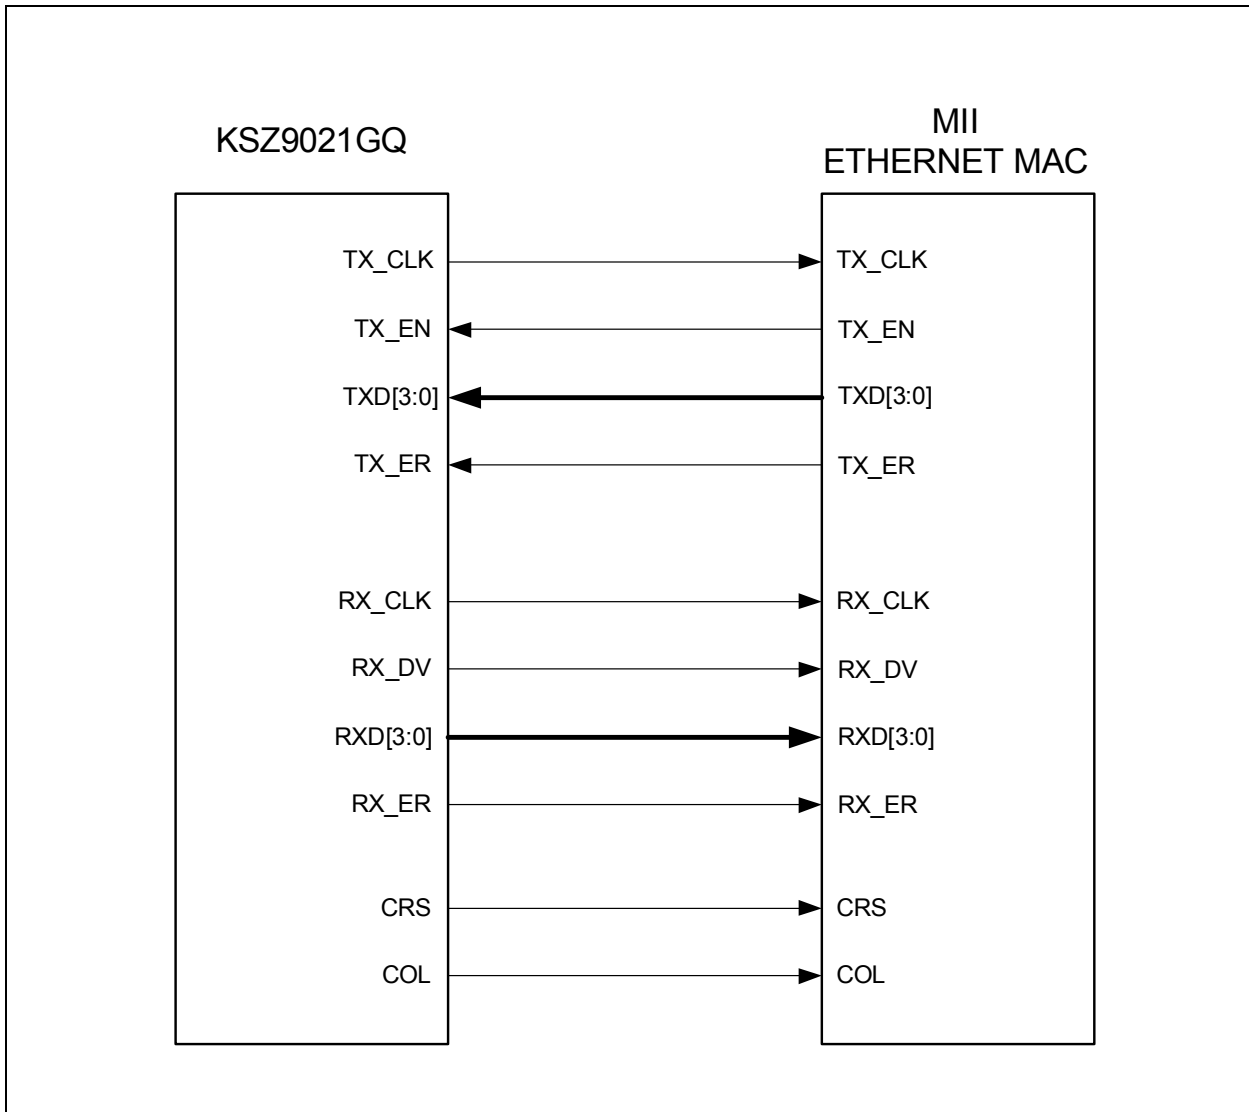 KSZ9021GQ
MII
ETHERNET MAC
TX_CLK TX_CLK
TX_EN TX_EN
TXD[3:0] TXD[3:0]
TX_ER TX_ER
RX_CLK RX_CLK
RX_DV RX_DV
RXD[3:0] RXD[3:0]
RX_ER RX_ER
CRS CRS
COL COL